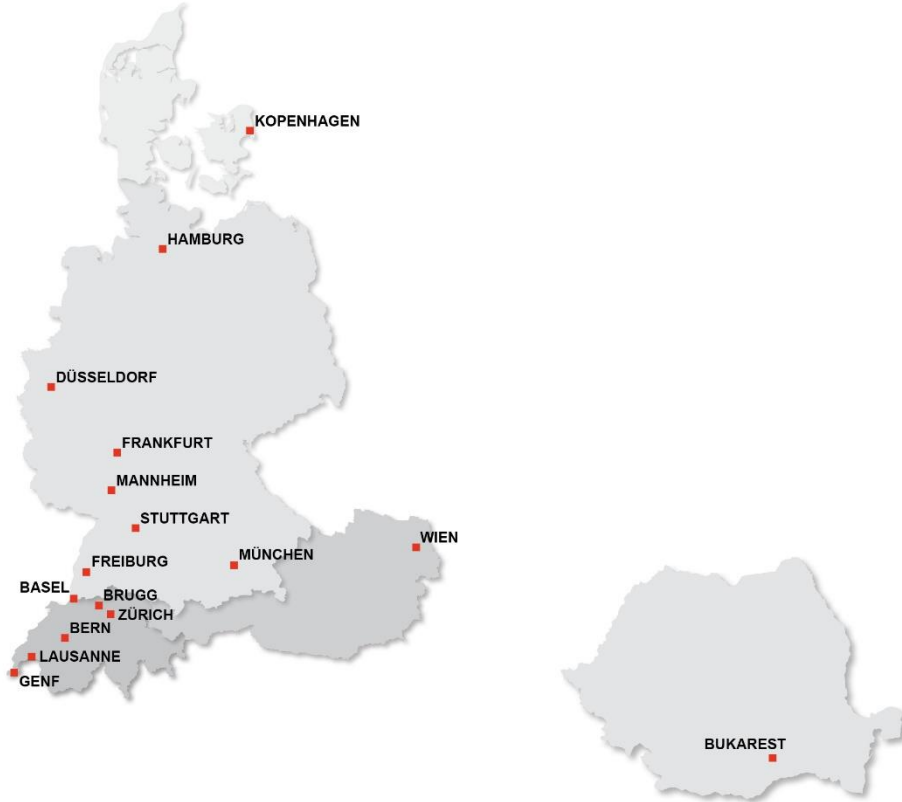 KOPENHAGEN
HAMBURG
DÜSSELDORF
FRANKFURT
MANNHEIM
STUTTGART
WIEN
MÜNCHEN
FREIBURG
BASEL
BRUGG
ZÜRICH
BERN
LAUSANNE
GENF
BUKAREST